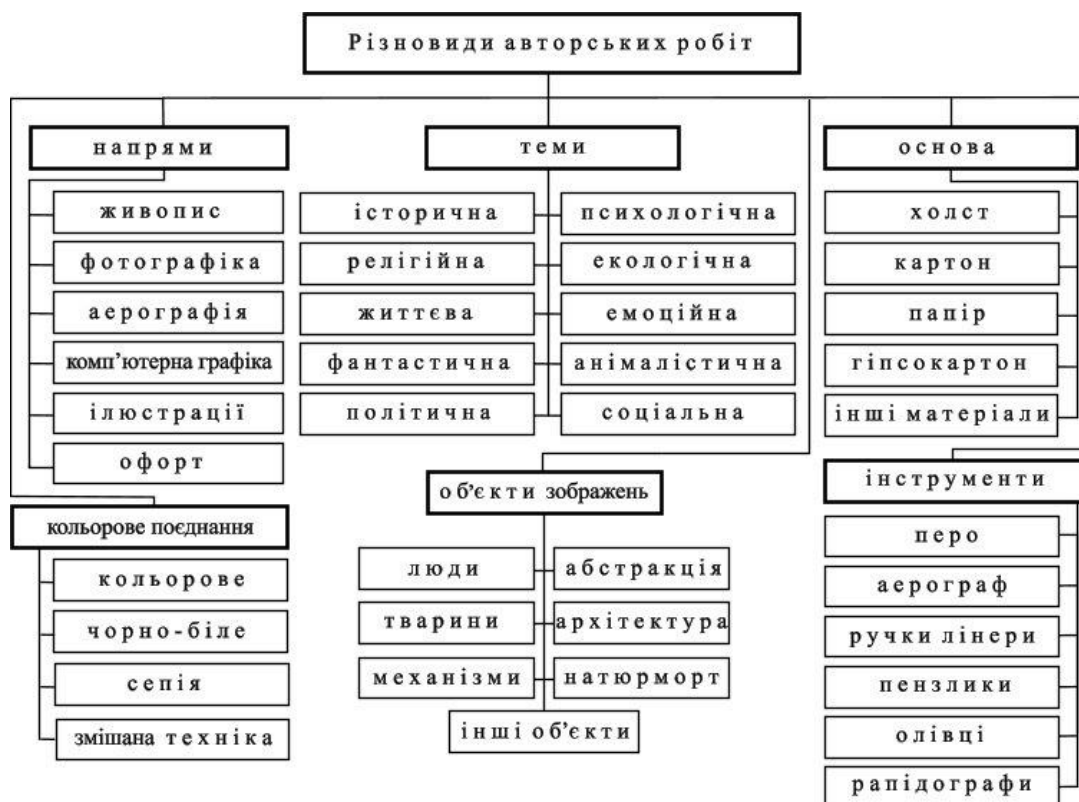 Різновиди авторських робіт
напрями
живопис
фотографіка
аерографія
комп’ютерна графіка
ілюстрації
офорт
кольорове поєднання
кольорове
чорно-біле
сепія
змішана техніка
теми
історична
психологічна
релігійна
екологічна
життєва
емоційна
фантастична
анімалістична
політична
соціальна
об’єкти зображень
люди
абстракція
тварини
архітектура
механізми
натюрморт
інші об’єкти
основа
холст
картон
папір
гіпсокартон
інші матеріали
інструменти
перо
аерограф
ручки лінери
пензлики
олівці
рапідографи